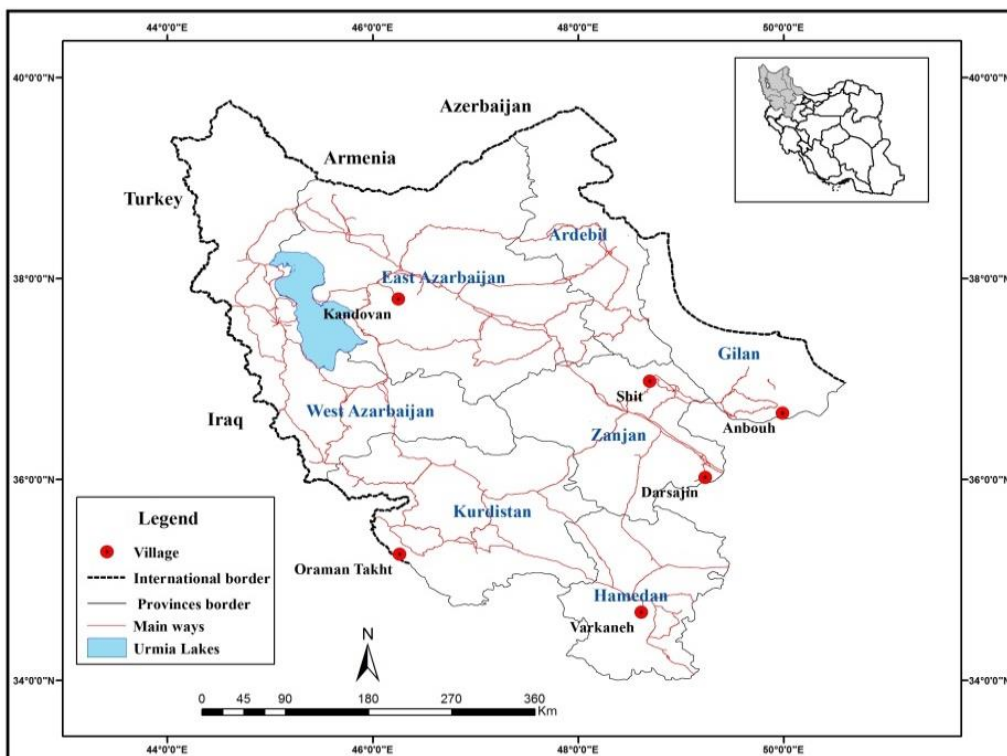 44°0'0"E 46°0'0"E 48°0'0"E 50°0'0"E
40°0'0"N 40°0'0"N
Azerbaijan
Armenia
Turkey
Ardebil
38°0'0"N 38°0'0"N
East Azarbaijan
Kandovan
Gilan
Shit
West Azarbaijan
Iraq
Anbouh
Zanjan
36°0'0"N 36°0'0"N
Darsajin
Kurdistan
Oraman Takht
Hamedan
Varkaneh
Legend
Village
International border
Provinces border
Main ways
Urmia Lakes
N
34°0'0"N 34°0'0"N
0 45 90 180 270 360
Km
44°0'0"E 46°0'0"E 48°0'0"E 50°0'0"E